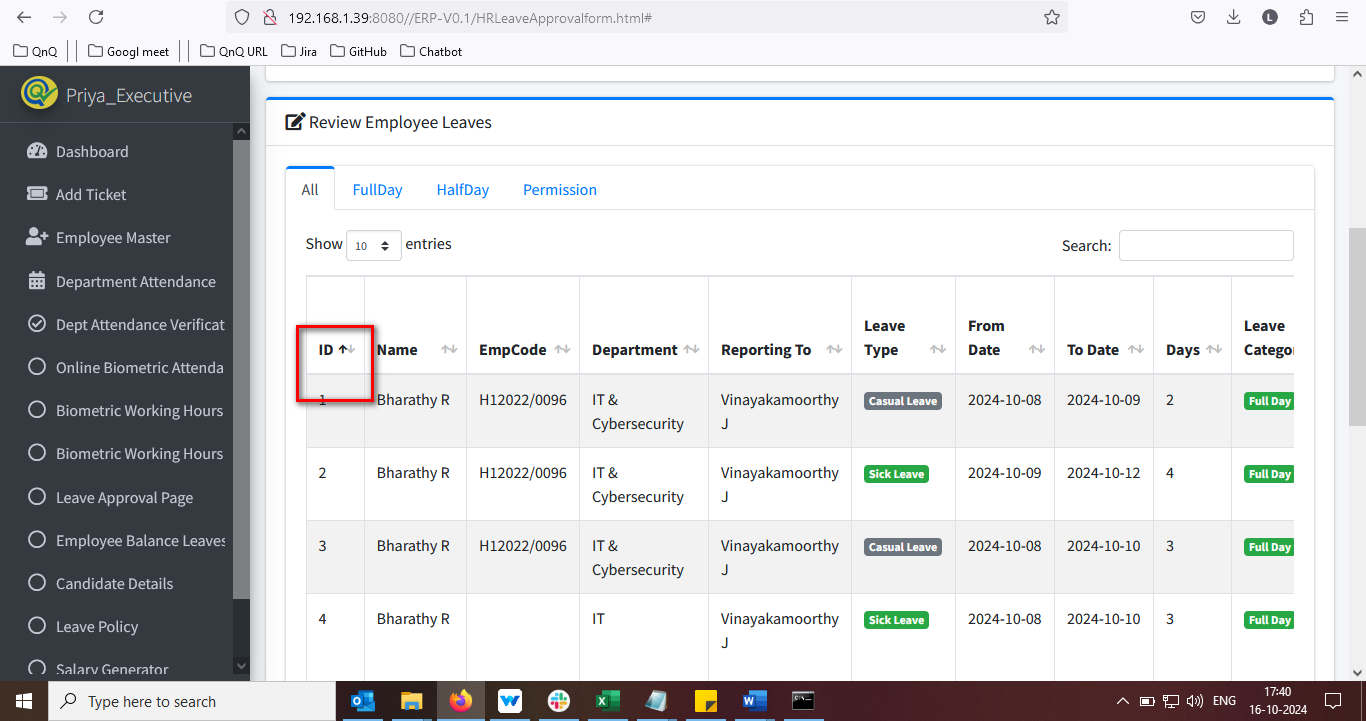 192.168.1.39:8080//ERP-V0.1/HRLeaveApprovalform.html#
L
QnQ Googl meet QnQ URL Jira GitHub Chatbot
Priya_Executive
Dashboard
Add Ticket
Employee Master
Department Attendance
Dept Attendance Verificat
Online Biometric Attenda
Biometric Working Hours
Biometric Working Hours
Leave Approval Page
Employee Balance Leaves
Candidate Details
Leave Policy
Salary Generator
Review Employee Leaves
All FullDay HalfDay Permission
Show 10 entries Search:
Leave From Leave
ID Name EmpCode Department Reporting To Type Date To Date Days Categor
1 Bharathy R H12022/0096 IT & Vinayakamoorthy Casual Leave 2024-10-08 2024-10-09 2 Full Day
Cybersecurity J
2 Bharathy R H12022/0096 IT & Vinayakamoorthy Sick Leave 2024-10-09 2024-10-12 4 Full Day
Cybersecurity J
3 Bharathy R H12022/0096 IT & Vinayakamoorthy Casual Leave 2024-10-08 2024-10-10 3 Full Day
Cybersecurity J
4 Bharathy R IT Vinayakamoorthy Sick Leave 2024-10-08 2024-10-10 3 Full Day
J
Type here to search
ENG
17:40
16-10-2024